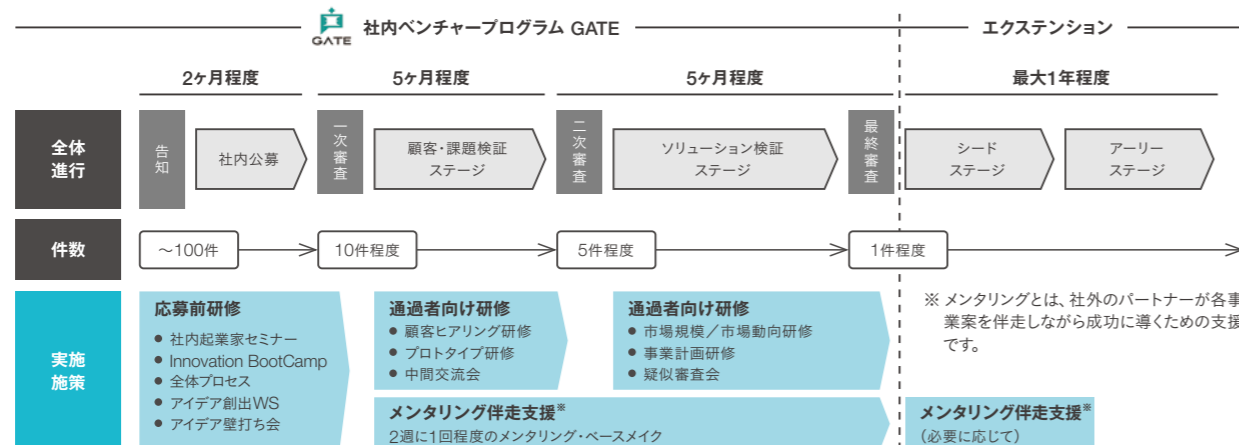 GATE
社内ベンチャープログラム GATE
エクステンション
2ヶ月程度
5ヶ月程度
5ヶ月程度
最大1年程度
全体
進行
告知
社内公募
一次審査
顧客・課題検証
ステージ
二次審査
ソリューション検証
ステージ
最終審査
シード
ステージ
アーリー
ステージ
件数
～100件
10件程度
5件程度
1件程度
実施
施策
応募前研修
● 社内起業家セミナー
● Innovation BootCamp
● 全体プロセス
● アイデア創出WS
● アイデア壁打ち会
通過者向け研修
● 顧客ヒアリング研修
● プロトタイプ研修
● 中間交流会
通過者向け研修
● 市場規模／市場動向研修
● 事業計画研修
● 疑似審査会
※ メンタリングとは、社外のパートナーが各事
業案を伴走しながら成功に導くための支援
です。
メンタリング伴走支援※
2週に1回程度のメンタリング・ペースメイク
メンタリング伴走支援※
(必要に応じて)